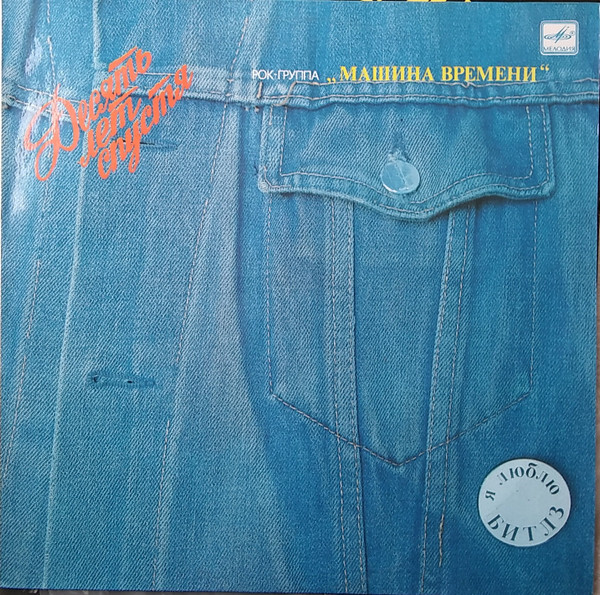 МЕЛОДИЯ
РОК-ГРУППА „МАШИНА ВРЕМЕНИ“
Десять
лет
спустя
Я ЛЮБЛЮ
БИТЛЗ